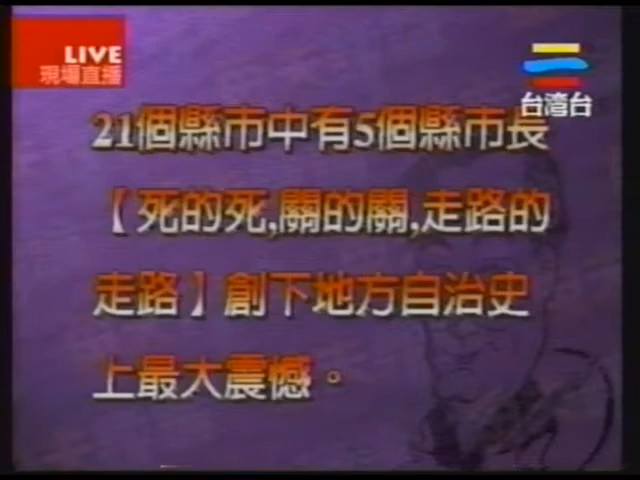 LIVE
現場直播
台灣台
21個縣市中有5個縣市長
【死的死,關的關,走路的
走路】創下地方自治史
上最大震憾。